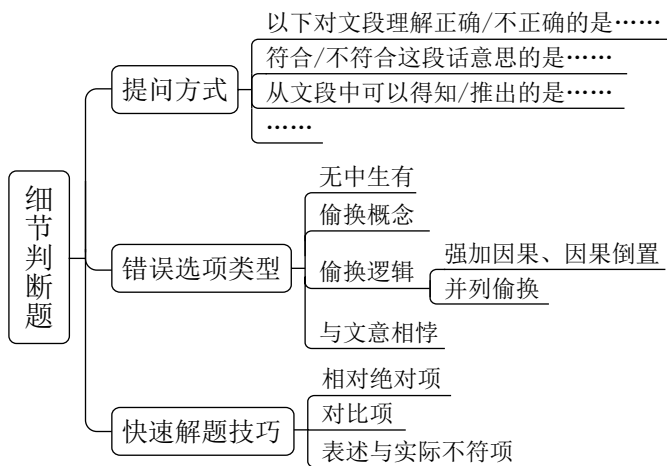 细节判断题
提问方式
以下对文段理解正确/不正确的是……
符合/不符合这段话意思的是……
从文段中可以得知/推出的是……
……
错误选项类型
无中生有
偷换概念
偷换逻辑
强加因果、因果倒置
并列偷换
与文意相悖
快速解题技巧
相对绝对项
对比项
表述与实际不符项